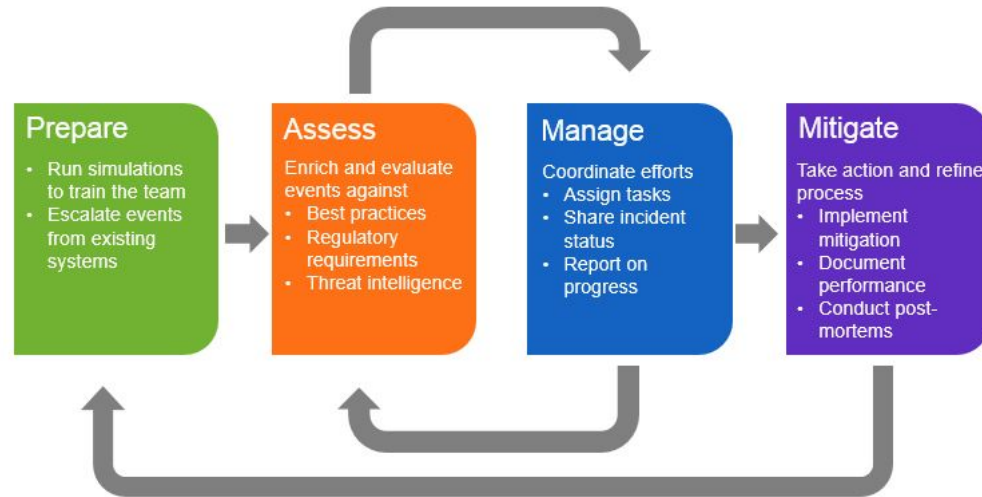 Prepare
• Run simulations
to train the team
• Escalate events
from existing
systems
Assess
Enrich and evaluate
events against
• Best practices
• Regulatory
requirements
• Threat intelligence
Manage
Coordinate efforts
• Assign tasks
• Share incident
status
• Report on
progress
Mitigate
Take action and refine
process
• Implement
mitigation
• Document
performance
• Conduct post-
mortems